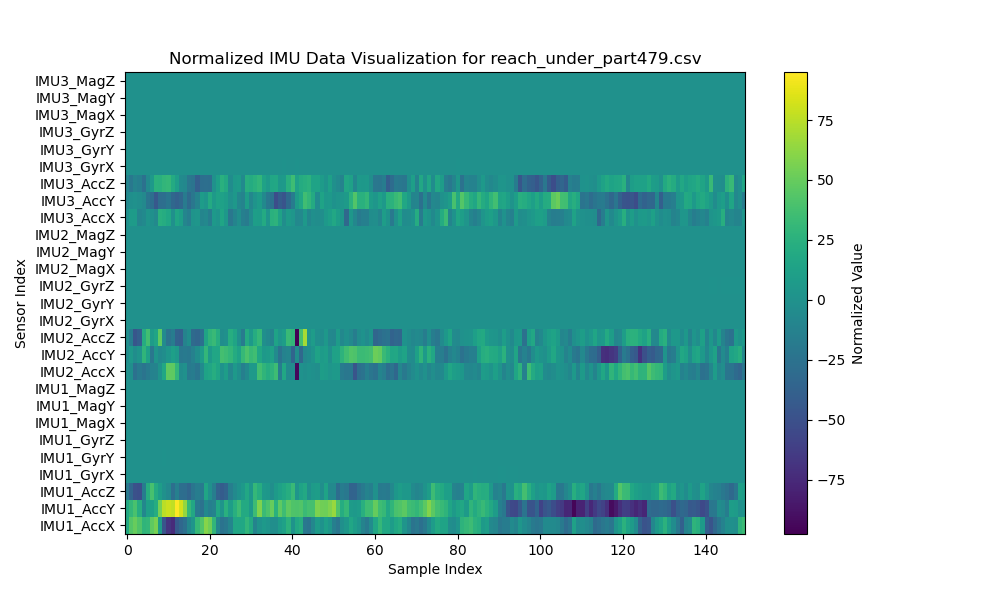 Normalized IMU Data Visualization for reach_under_part479.csv
IMU3_MagZ
IMU3_MagY
IMU3_MagX
IMU3_GyrZ
IMU3_GyrY
IMU3_GyrX
IMU3_AccZ
IMU3_AccY
IMU3_AccX
IMU2_MagZ
IMU2_MagY
IMU2_MagX
IMU2_GyrZ
IMU2_GyrY
IMU2_GyrX
IMU2_AccZ
IMU2_AccY
IMU2_AccX
IMU1_MagZ
IMU1_MagY
IMU1_MagX
IMU1_GyrZ
IMU1_GyrY
IMU1_GyrX
IMU1_AccZ
IMU1_AccY
IMU1_AccX
Sensor Index
0 20 40 60 80 100 120 140
Sample Index
75
50
25
0
−25
−50
−75
Normalized Value